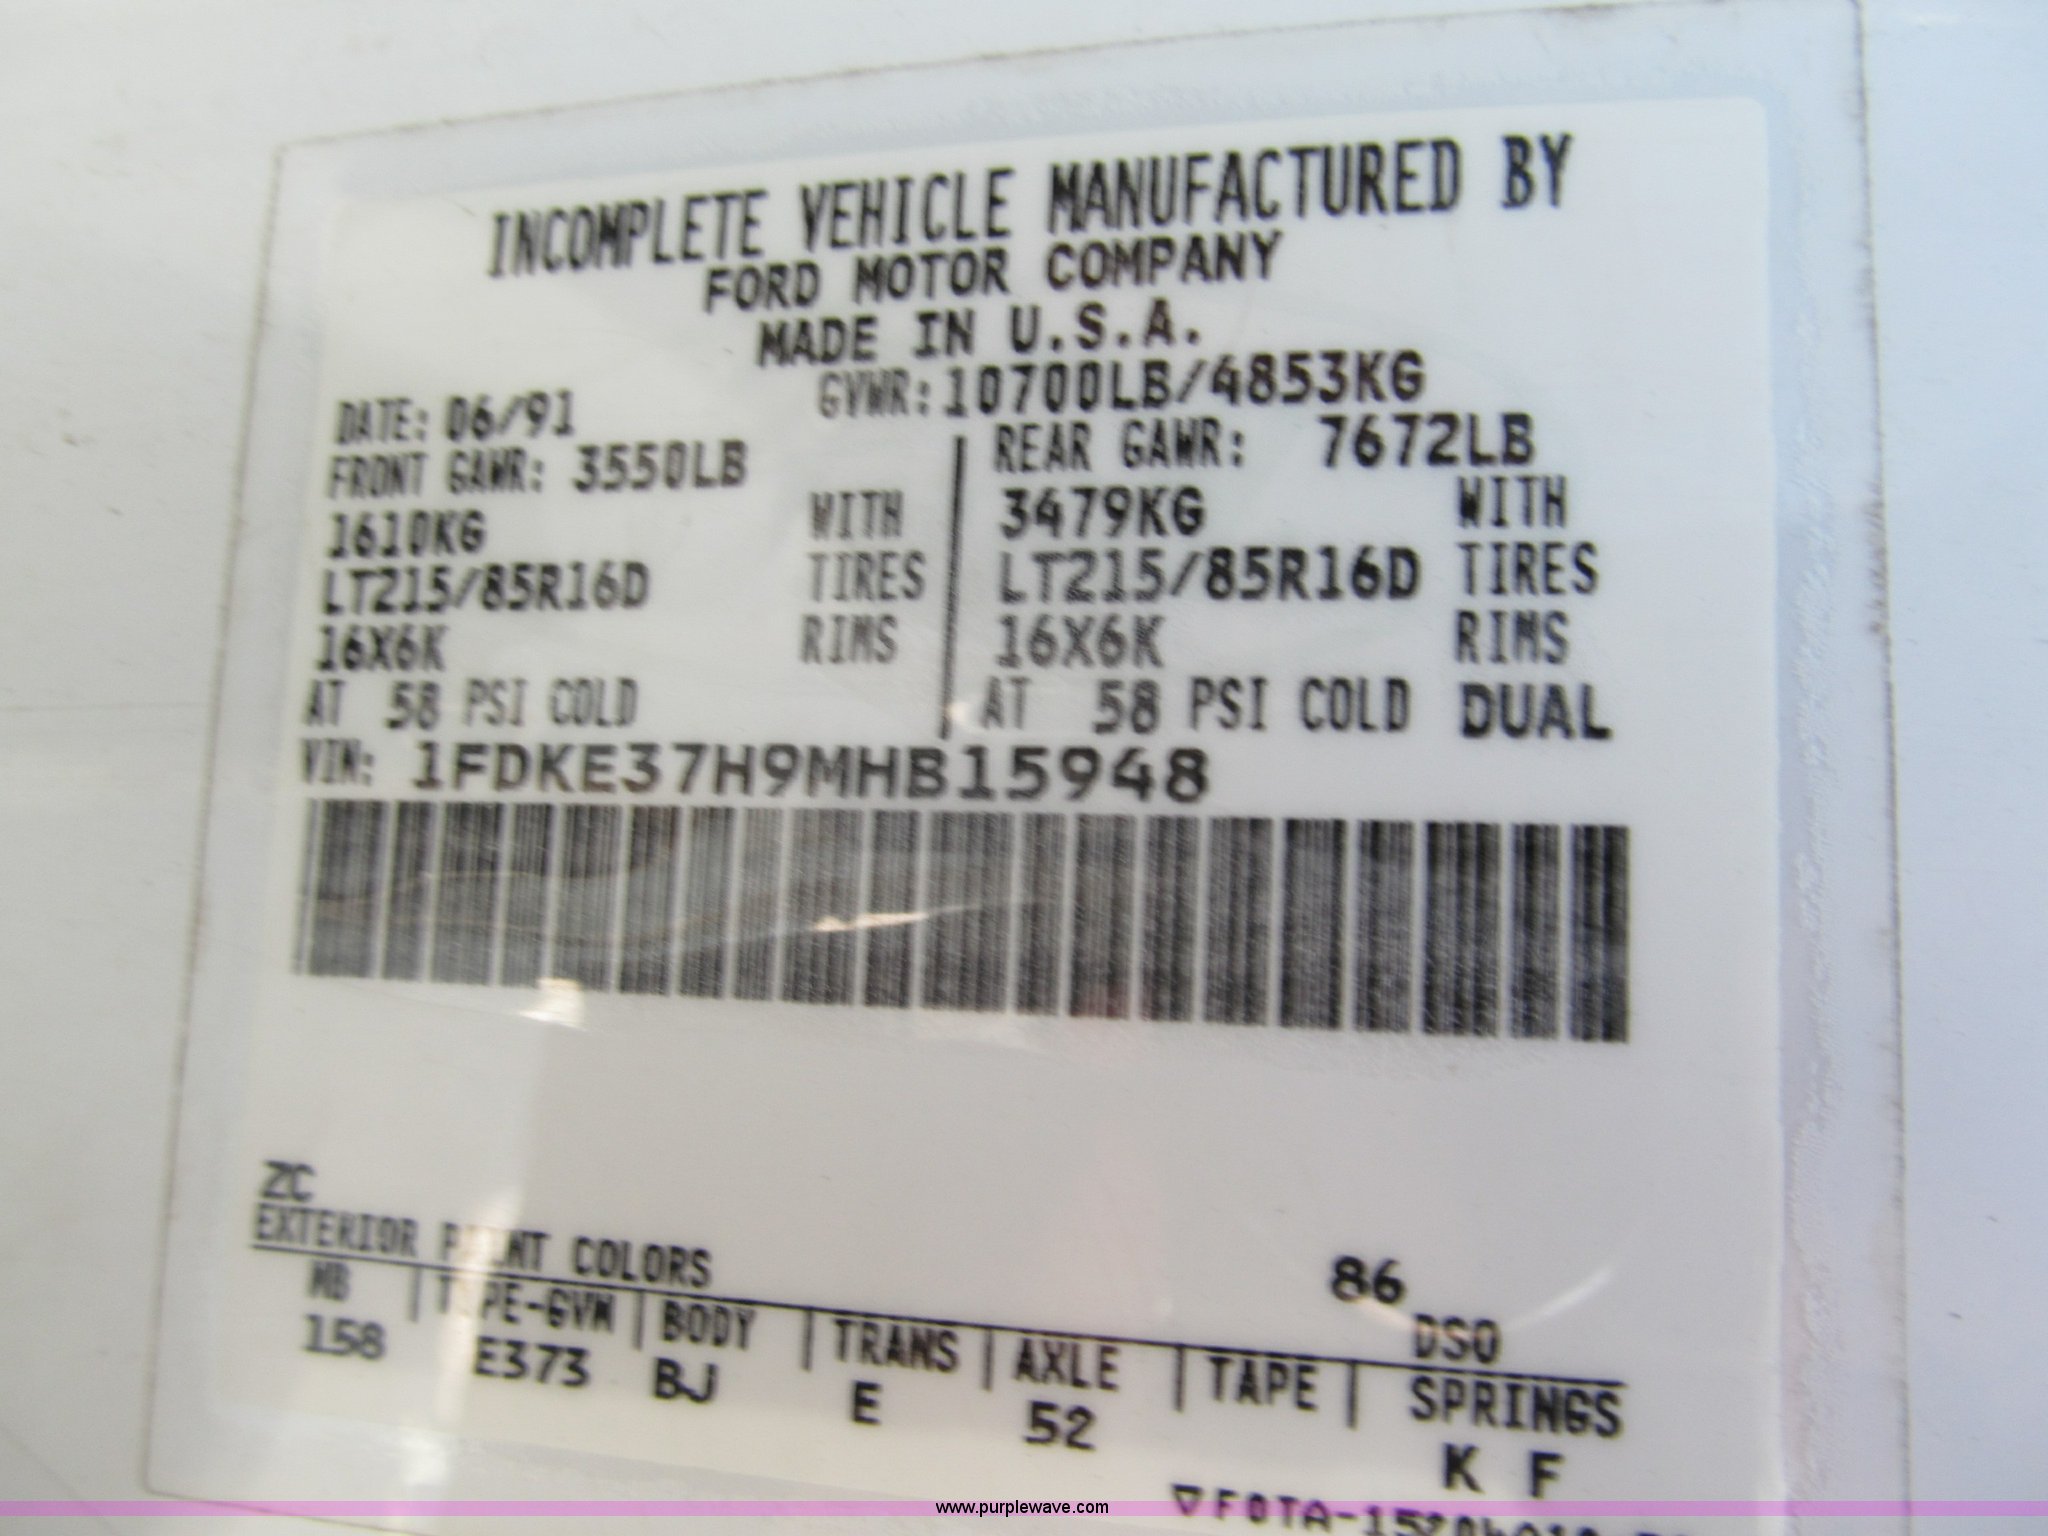 INCOMPLETE VEHICLE MANUFACTURED BY
FORD MOTOR COMPANY
MADE IN U.S.A.
DATE: 06/91 GVWR: 10700LB/4853KG
FRONT GAWR: 3550LB REAR GAWR: 7672LB
1610KG WITH 3479KG WITH
LT215/85R16D TIRES LT215/85R16D TIRES
16X6K RIMS 16X6K RIMS
AT 58 PSI COLD AT 58 PSI COLD DUAL
VIN: 1FDKE37H9MHB15948
ZC
EXTERIOR PAINT COLORS 86 DSO
WB TYPE-GVW BODY TRANS AXLE TAPE SPRINGS
158 E373 BJ E 52 K F
www.purplewave.com